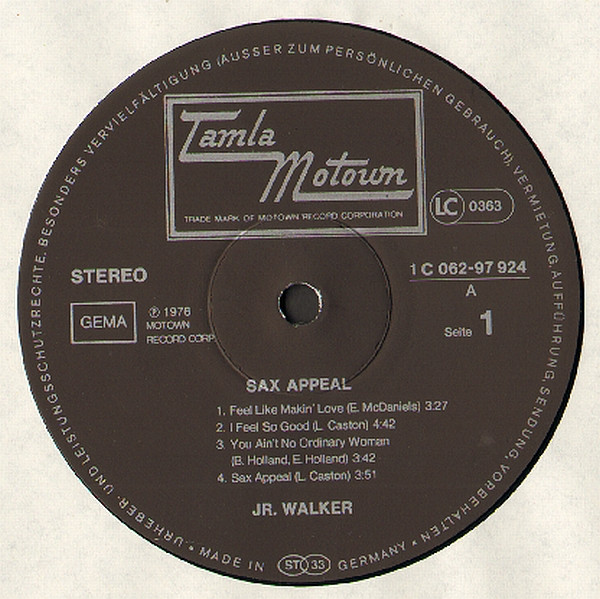 URHEBER- UND LEISTUNGSSCHUTZRECHTE, BESONDERS VERVIELFÄLTIGUNG (AUSSER ZUM PERSÖNLICHEN GEBRAUCH), VERMIETUNG, AUFFÜHRUNG, SENDUNG, VORBEHALTEN •
Tamla
Motown
TRADE MARK OF MOTOWN RECORD CORPORATION
LC 0363
STEREO
1 C 062-97 924
A
GEMA
℗ 1976
MOTOWN
RECORD CORP.
Seite 1
SAX APPEAL
1. Feel Like Makin' Love (E. McDaniels) 3:27
2. I Feel So Good (L. Caston) 4:42
3. You Ain't No Ordinary Woman
(B. Holland, E. Holland) 3:42
4. Sax Appeal (L. Caston) 3:51
JR. WALKER
• MADE IN ST 33 GERMANY •